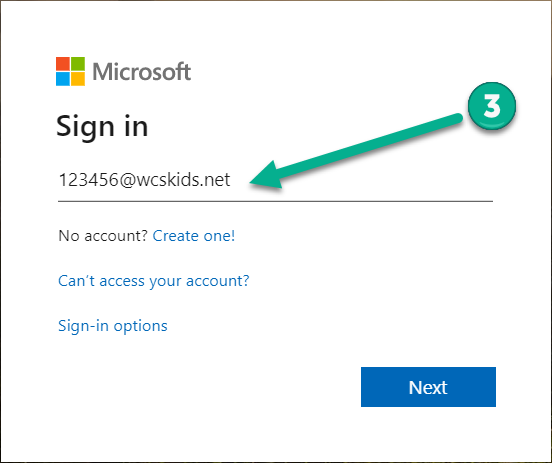 Microsoft
3
Sign in
123456@wcskids.net
No account? Create one!
Can't access your account?
Sign-in options
Next